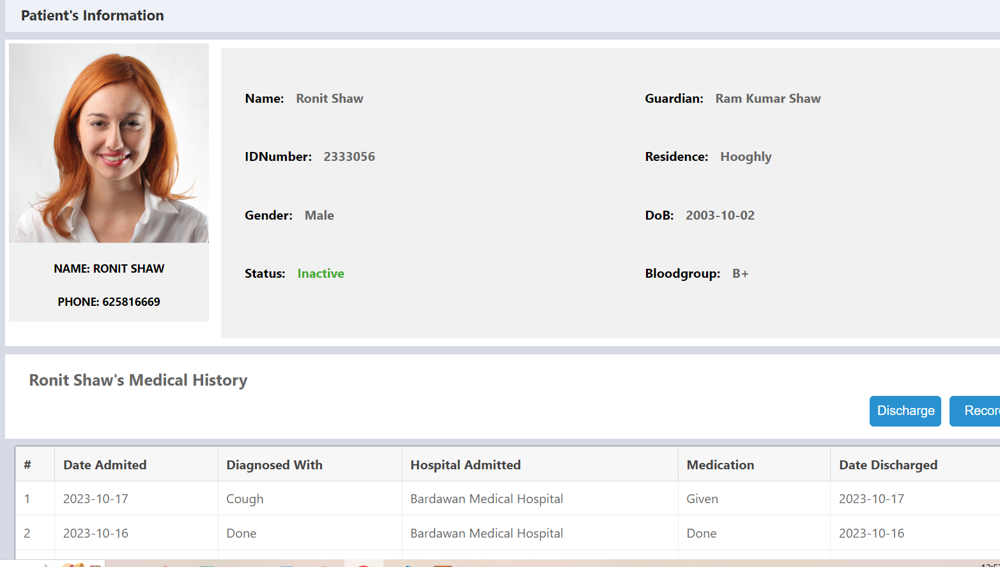 Patient's Information
Name: Ronit Shaw
Guardian: Ram Kumar Shaw
IDNumber: 2333056
Residence: Hooghly
Gender: Male
DoB: 2003-10-02
Status: Inactive
Bloodgroup: B+
NAME: RONIT SHAW
PHONE: 625816669
Ronit Shaw's Medical History
Discharge
# Date Admited Diagnosed With Hospital Admitted Medication Date Discharged
1 2023-10-17 Cough Bardawan Medical Hospital Given 2023-10-17
2 2023-10-16 Done Bardawan Medical Hospital Done 2023-10-16